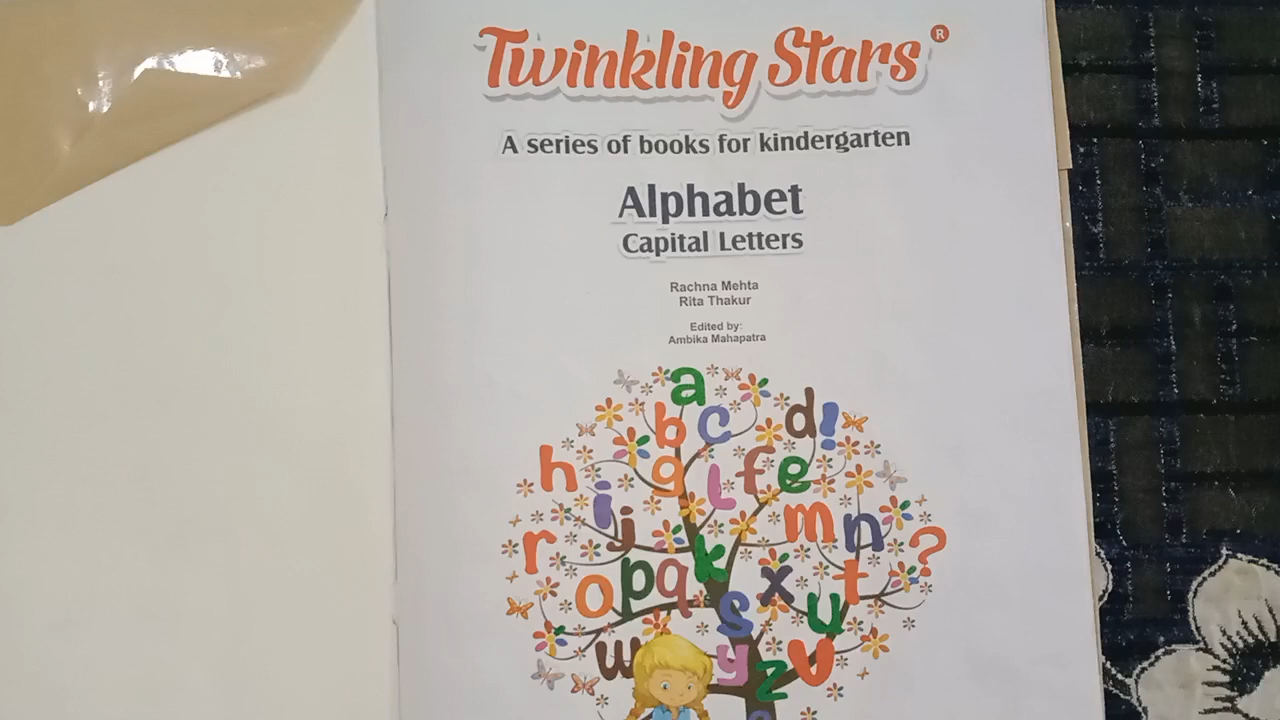 Twinkling Stars ®
A series of books for kindergarten
Alphabet
Capital Letters
Rachna Mehta
Rita Thakur
Edited by:
Ambika Mahapatra
a
b c d !
h g l f e
i j m n
r k ?
o p q x t
s u
w y z v